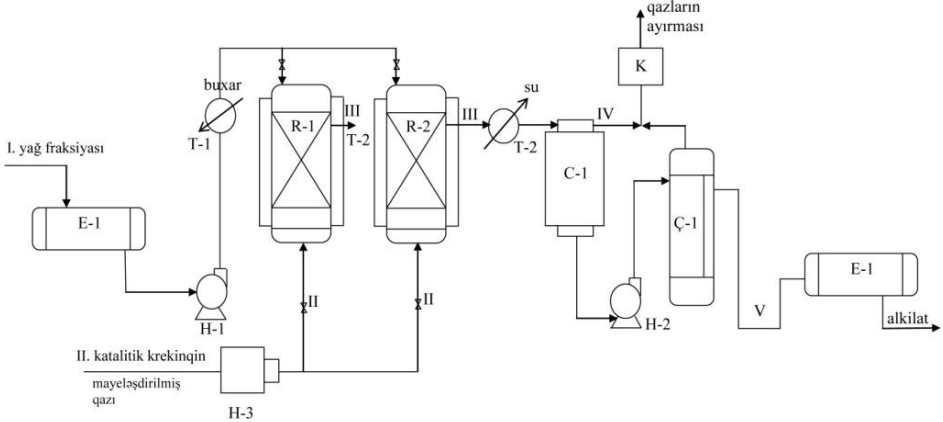 qazların
ayırması
K
buxar
T-1
R-1
III
T-2
R-2
III
su
T-2
IV
C-1
Ç-1
I. yağ fraksiyası
E-1
H-1
II
II
H-2
V
E-1
alkilat
II. katalitik krekinqin
mayeləşdirilmiş
qazı
H-3